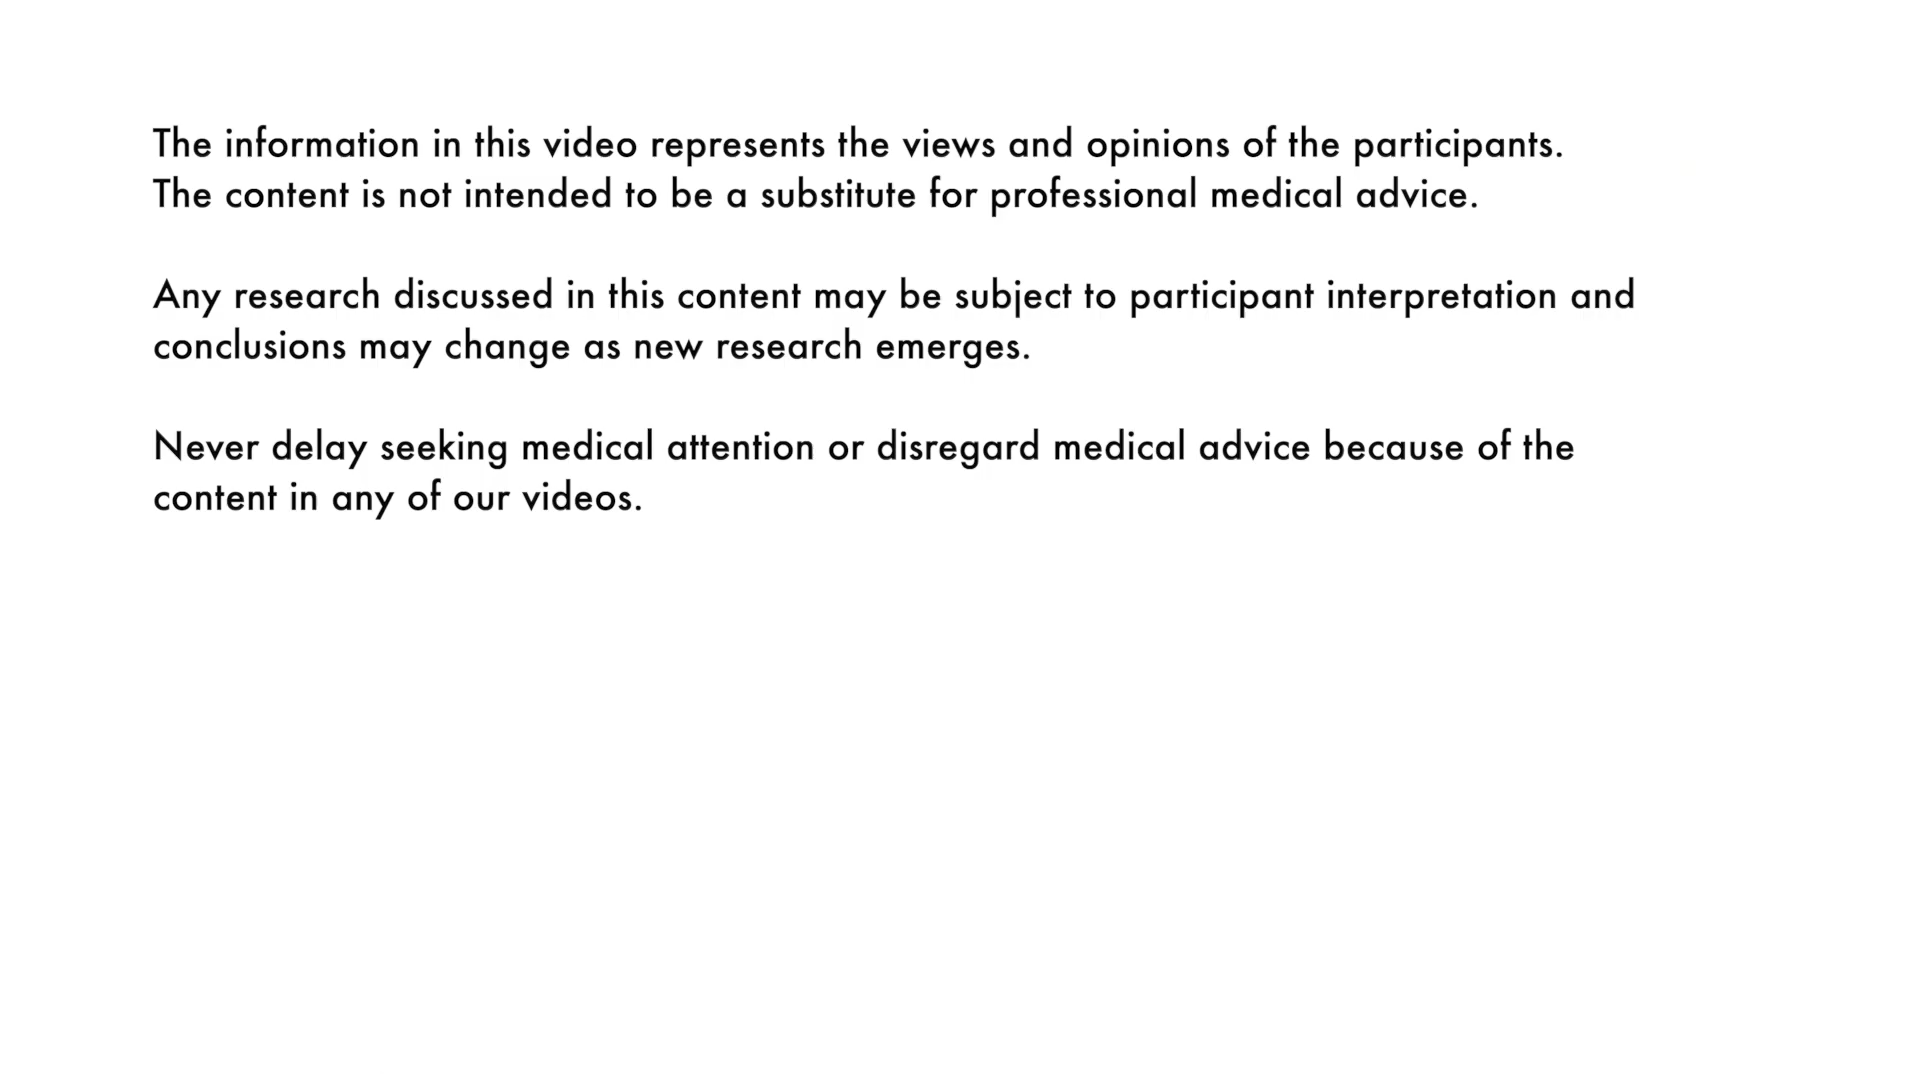 The information in this video represents the views and opinions of the participants.
The content is not intended to be a substitute for professional medical advice.
Any research discussed in this content may be subject to participant interpretation and
conclusions may change as new research emerges.
Never delay seeking medical attention or disregard medical advice because of the
content in any of our videos.